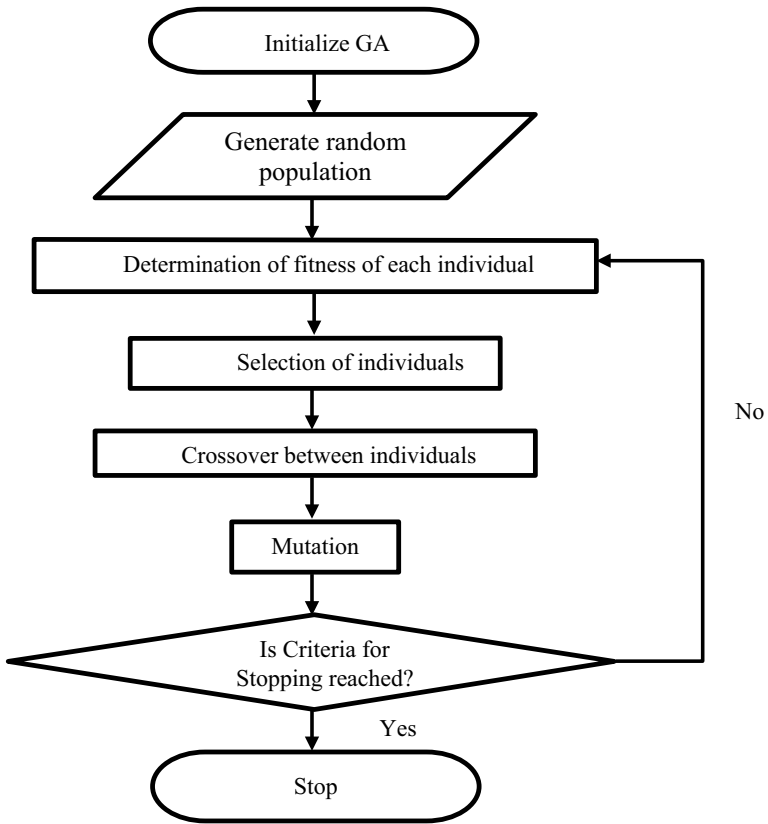 Initialize GA
Generate random
population
Determination of fitness of each individual
Selection of individuals
No
Crossover between individuals
Mutation
Is Criteria for
Stopping reached?
Yes
Stop